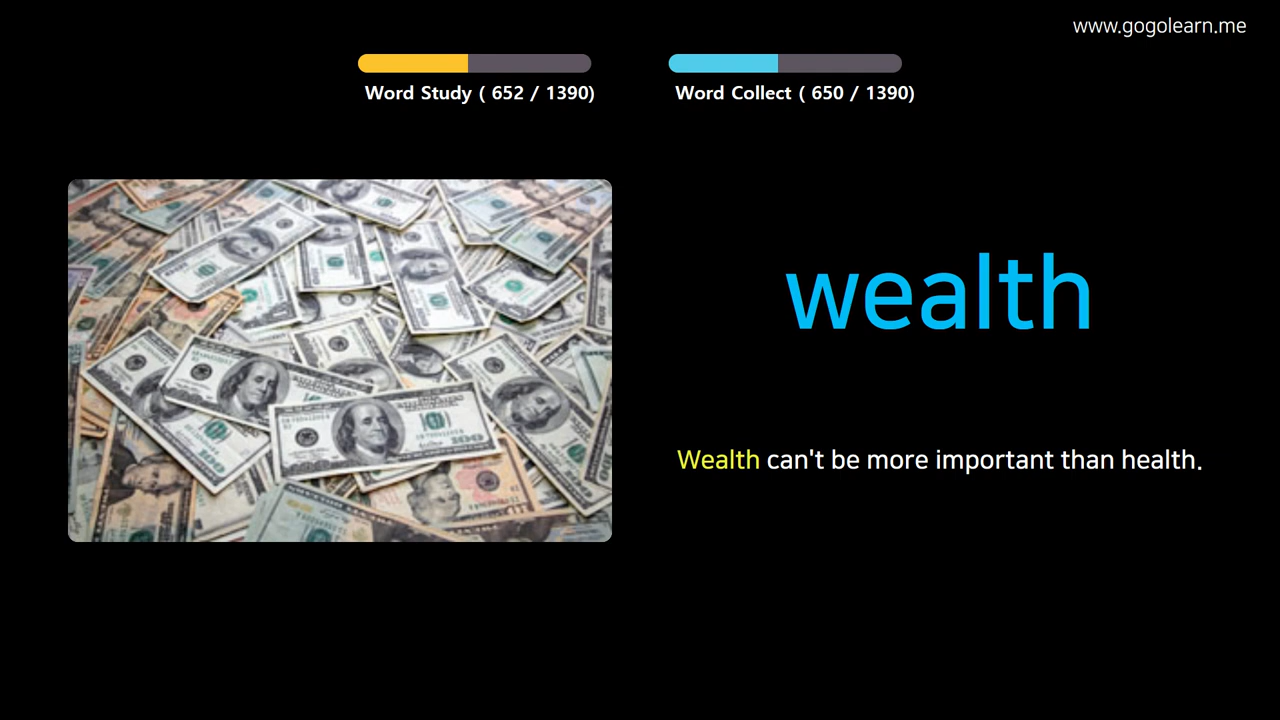 www.gogolearn.me
Word Study ( 652 / 1390)
Word Collect ( 650 / 1390)
wealth
Wealth can't be more important than health.
100